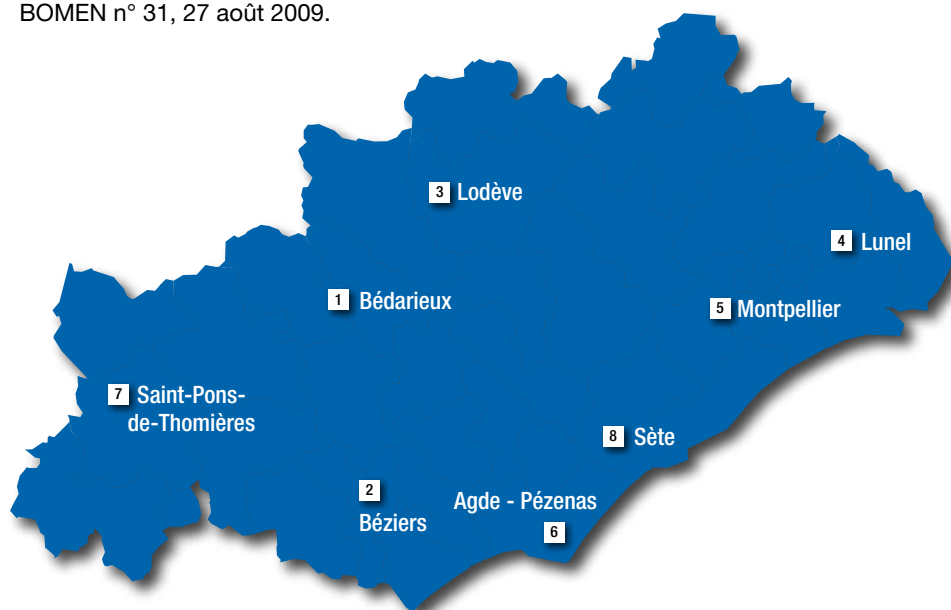 BOMEN n° 31, 27 août 2009.
3 Lodève
4 Lunel
1 Bédarieux
5 Montpellier
7 Saint-Pons-
de-Thomières
8 Sète
2
Béziers
Agde - Pézenas
6